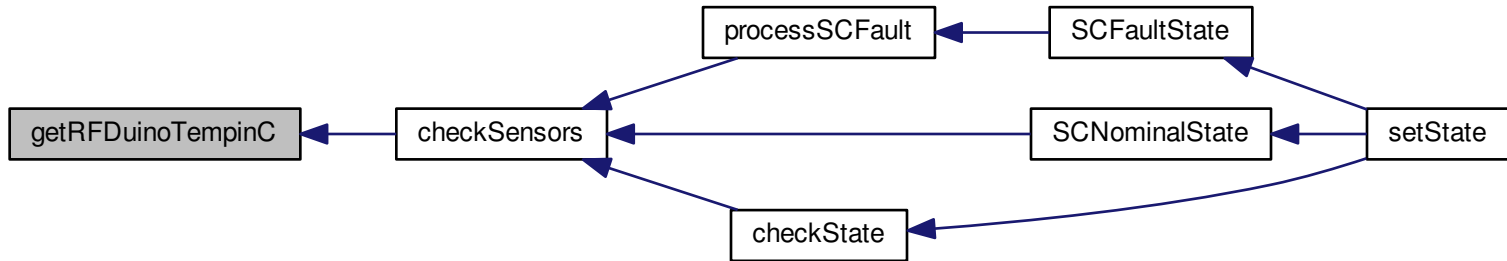 processSCFault
SCFaultState
getRFDuinoTempinC
checkSensors
SCNominalState
setState
checkState